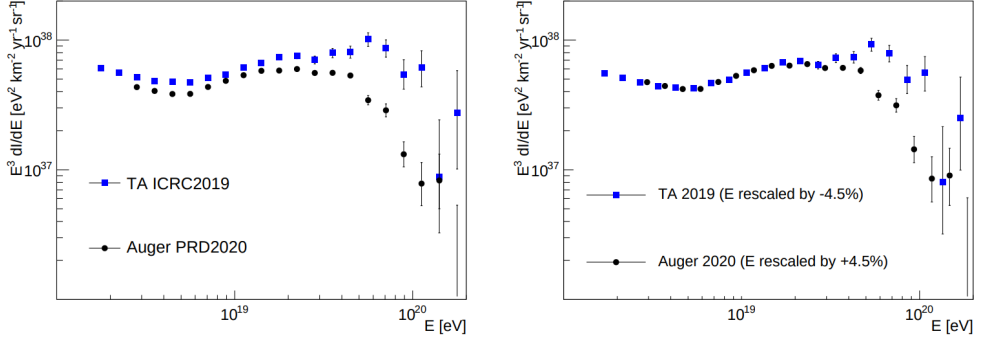 E³ dI/dE [eV² km⁻² yr⁻¹ sr⁻¹]
10³⁸
10³⁷
TA ICRC2019
Auger PRD2020
10¹⁹
10²⁰
E [eV]
E³ dI/dE [eV² km⁻² yr⁻¹ sr⁻¹]
10³⁸
10³⁷
TA 2019 (E rescaled by -4.5%)
Auger 2020 (E rescaled by +4.5%)
10¹⁹
10²⁰
E [eV]